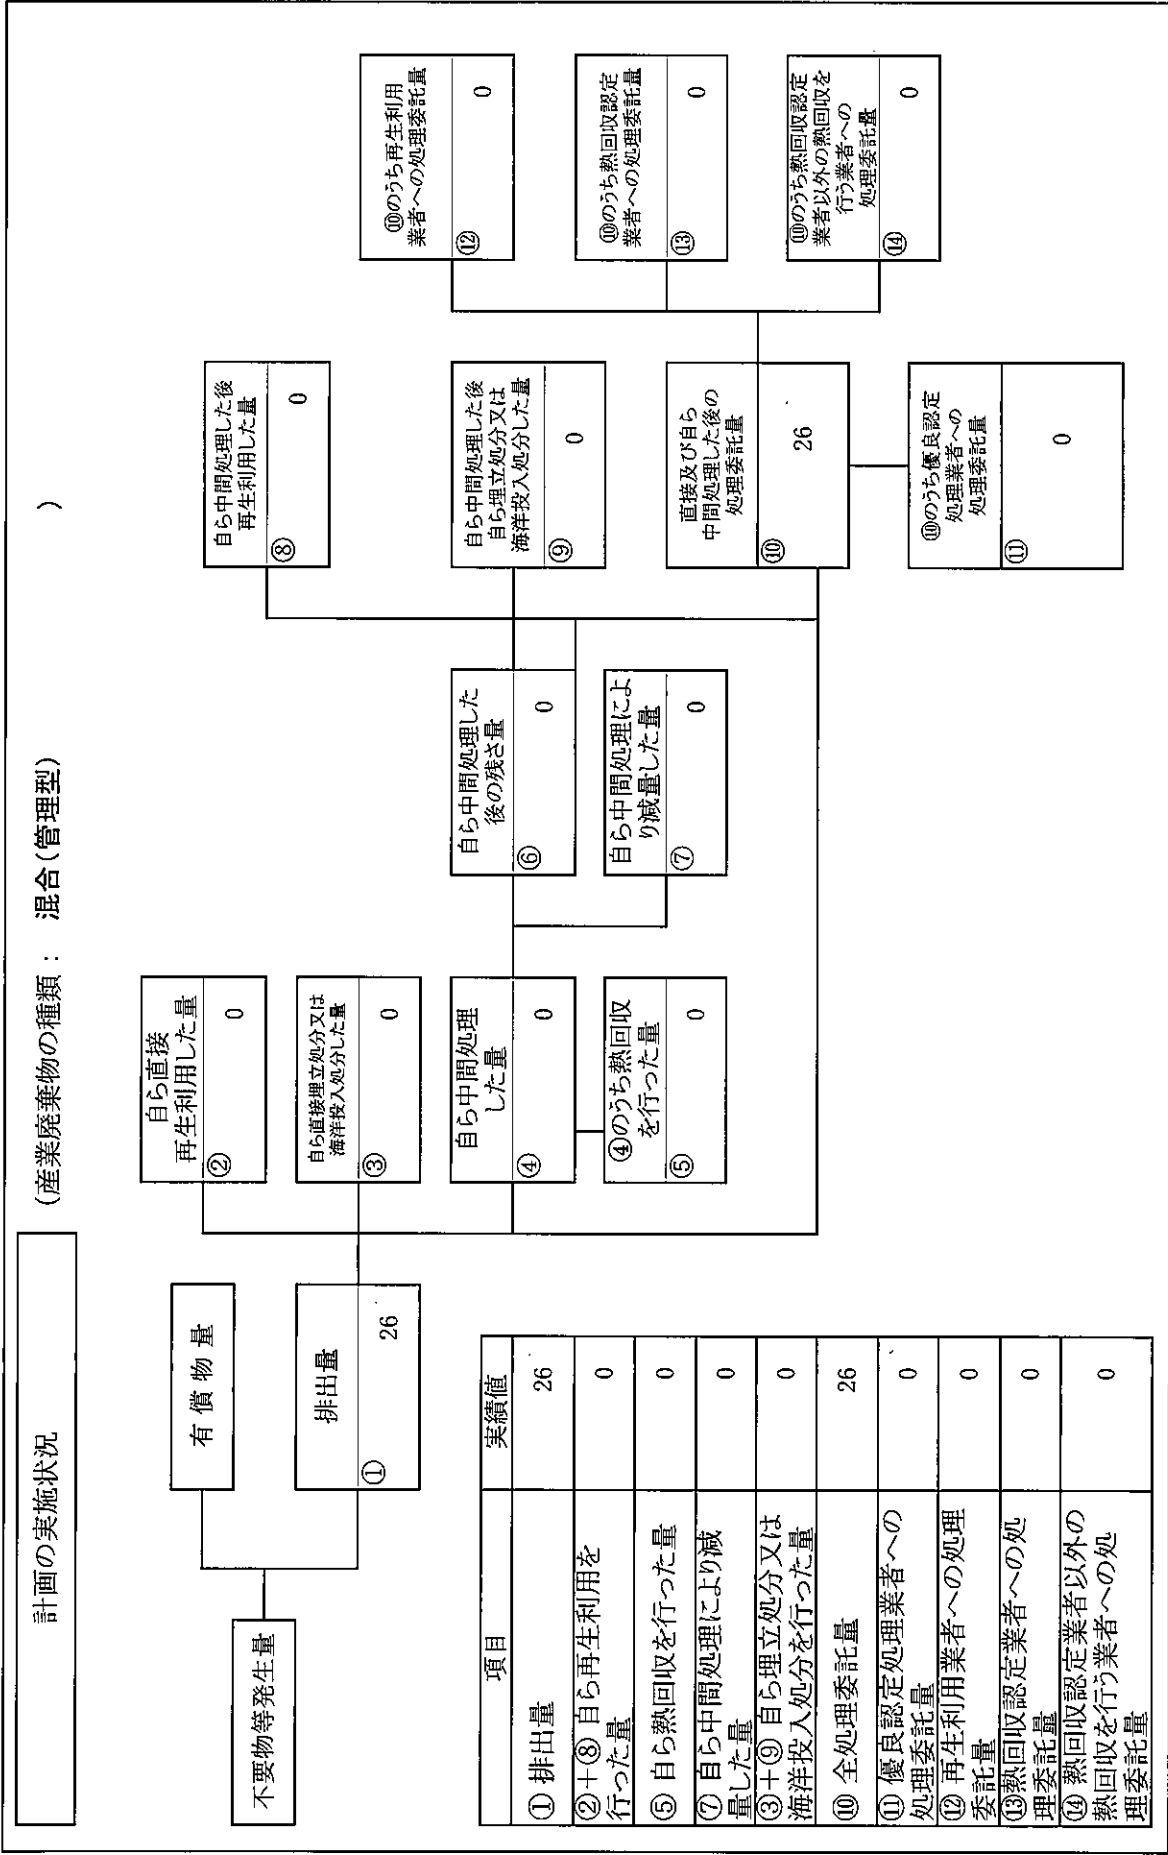 計画の実施状況
(産業廃棄物の種類： 混合(管理型) )
不要物等発生量
有償物量
排出量
① 26
自ら直接
再生利用した量
② 0
自ら直接埋立処分又は
海洋投入処分した量
③ 0
自ら中間処理
した量
④ 0
④のうち熱回収
を行った量
⑤ 0
自ら中間処理した
後の残さ量
⑥ 0
自ら中間処理によ
り減量した量
⑦ 0
自ら中間処理した後
再生利用した量
⑧ 0
自ら中間処理した後
自ら埋立処分又は
海洋投入処分した量
⑨ 0
直接及び自ら
中間処理した後の
処理委託量
⑩ 26
⑩のうち優良認定
処理業者への
処理委託量
⑪ 0
⑩のうち再生利用
業者への処理委託量
⑫ 0
⑩のうち熱回収認定
業者への処理委託量
⑬ 0
⑩のうち熱回収認定
業者以外の熱回収を
行う業者への
処理委託量
⑭ 0
項目 実績値
① 排出量 26
②＋⑧ 自ら再生利用を
行った量 0
⑤ 自ら熱回収を行った量 0
⑦ 自ら中間処理により減
量した量 0
③＋⑨ 自ら埋立処分又は
海洋投入処分を行った量 0
⑩ 全処理委託量 26
⑪ 優良認定処理業者への
処理委託量 0
⑫ 再生利用業者への処理
委託量 0
⑬熱回収認定業者への処
理委託量 0
⑭ 熱回収認定業者以外の
熱回収を行う業者への処
理委託量 0